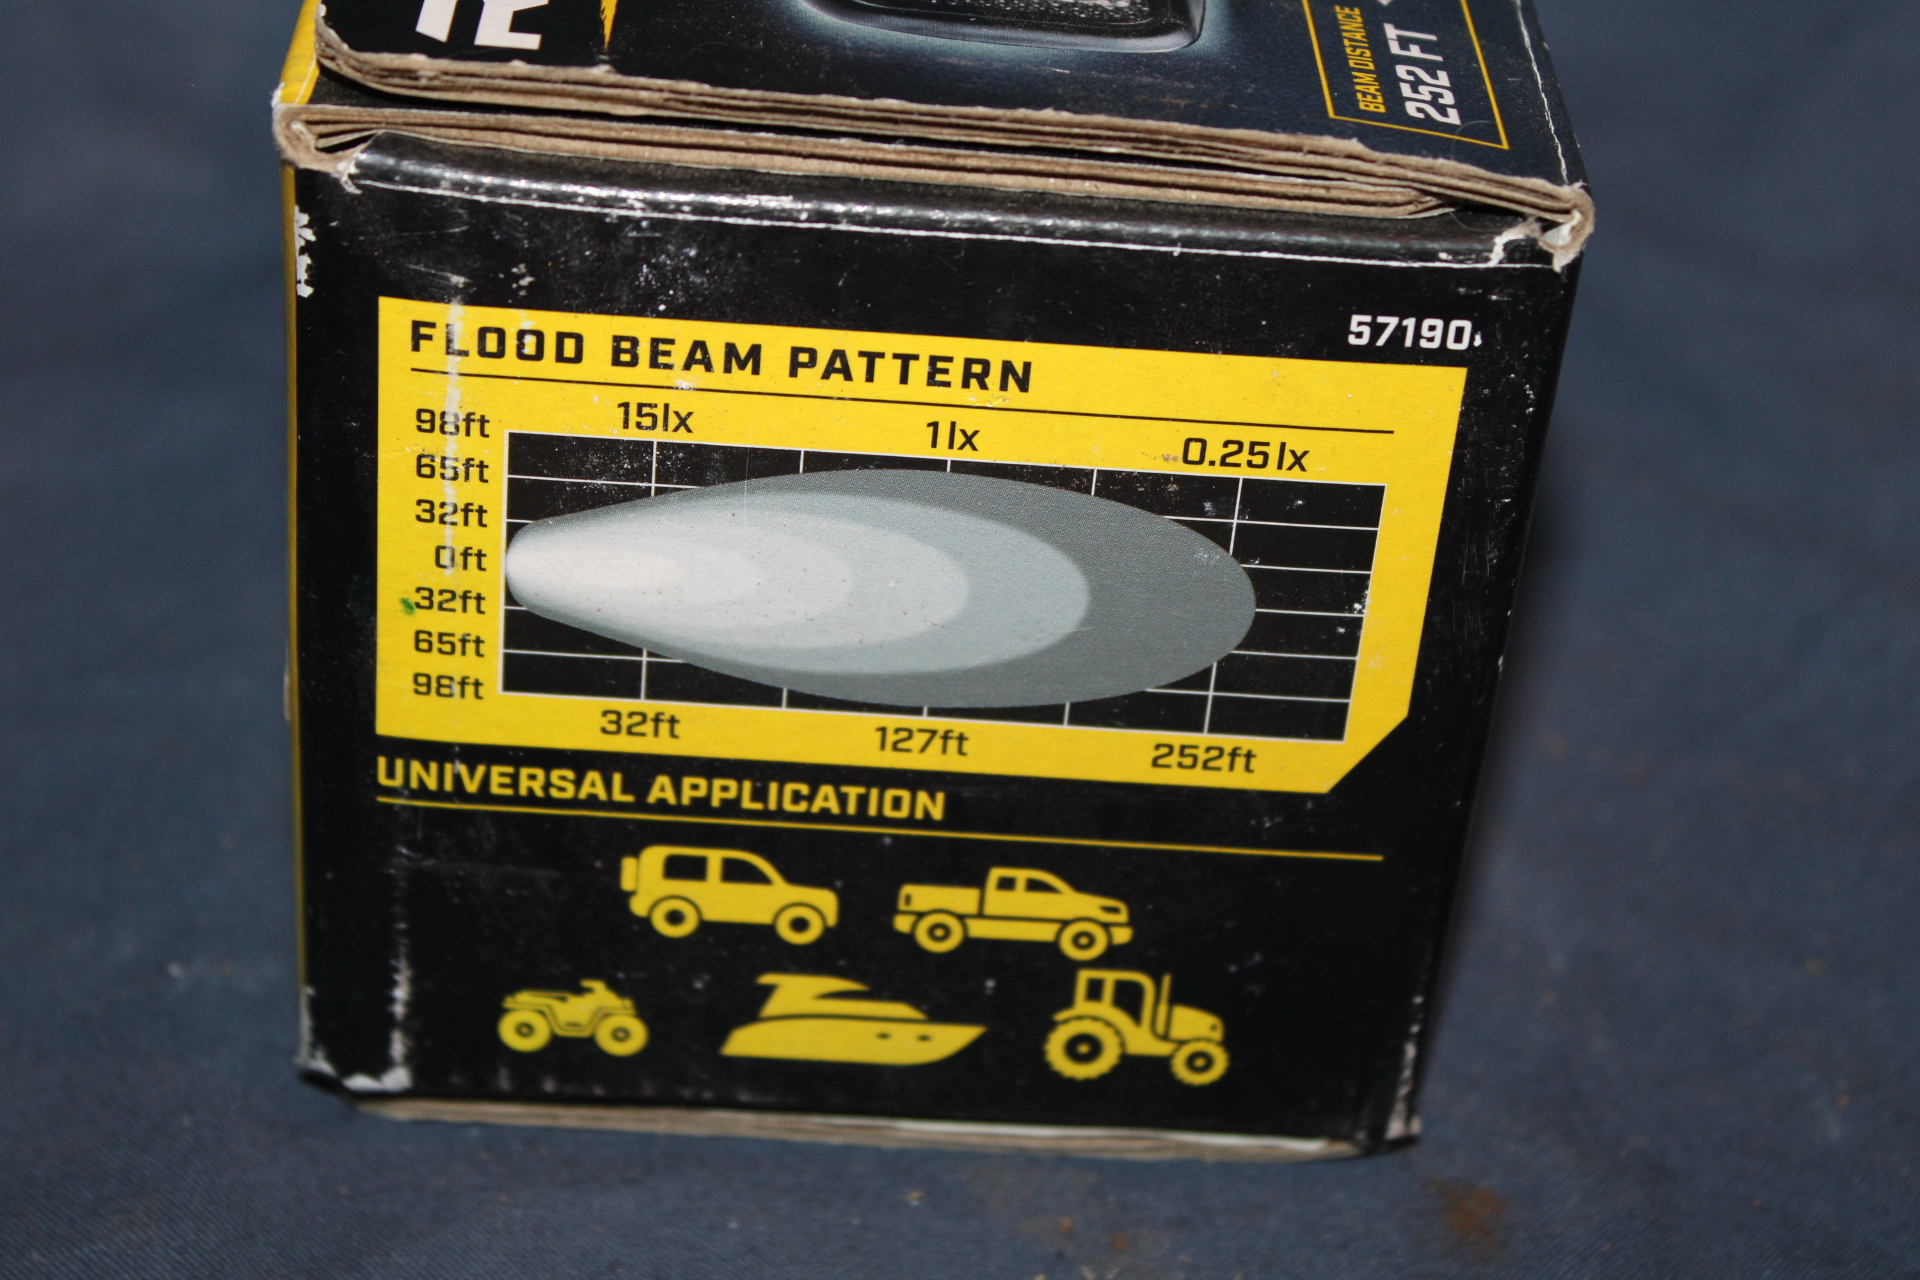 BEAM DISTANCE
252 FT
57190
FLOOD BEAM PATTERN
15lx 1lx 0.25lx
98ft
65ft
32ft
0ft
32ft
65ft
98ft
32ft 127ft 252ft
UNIVERSAL APPLICATION